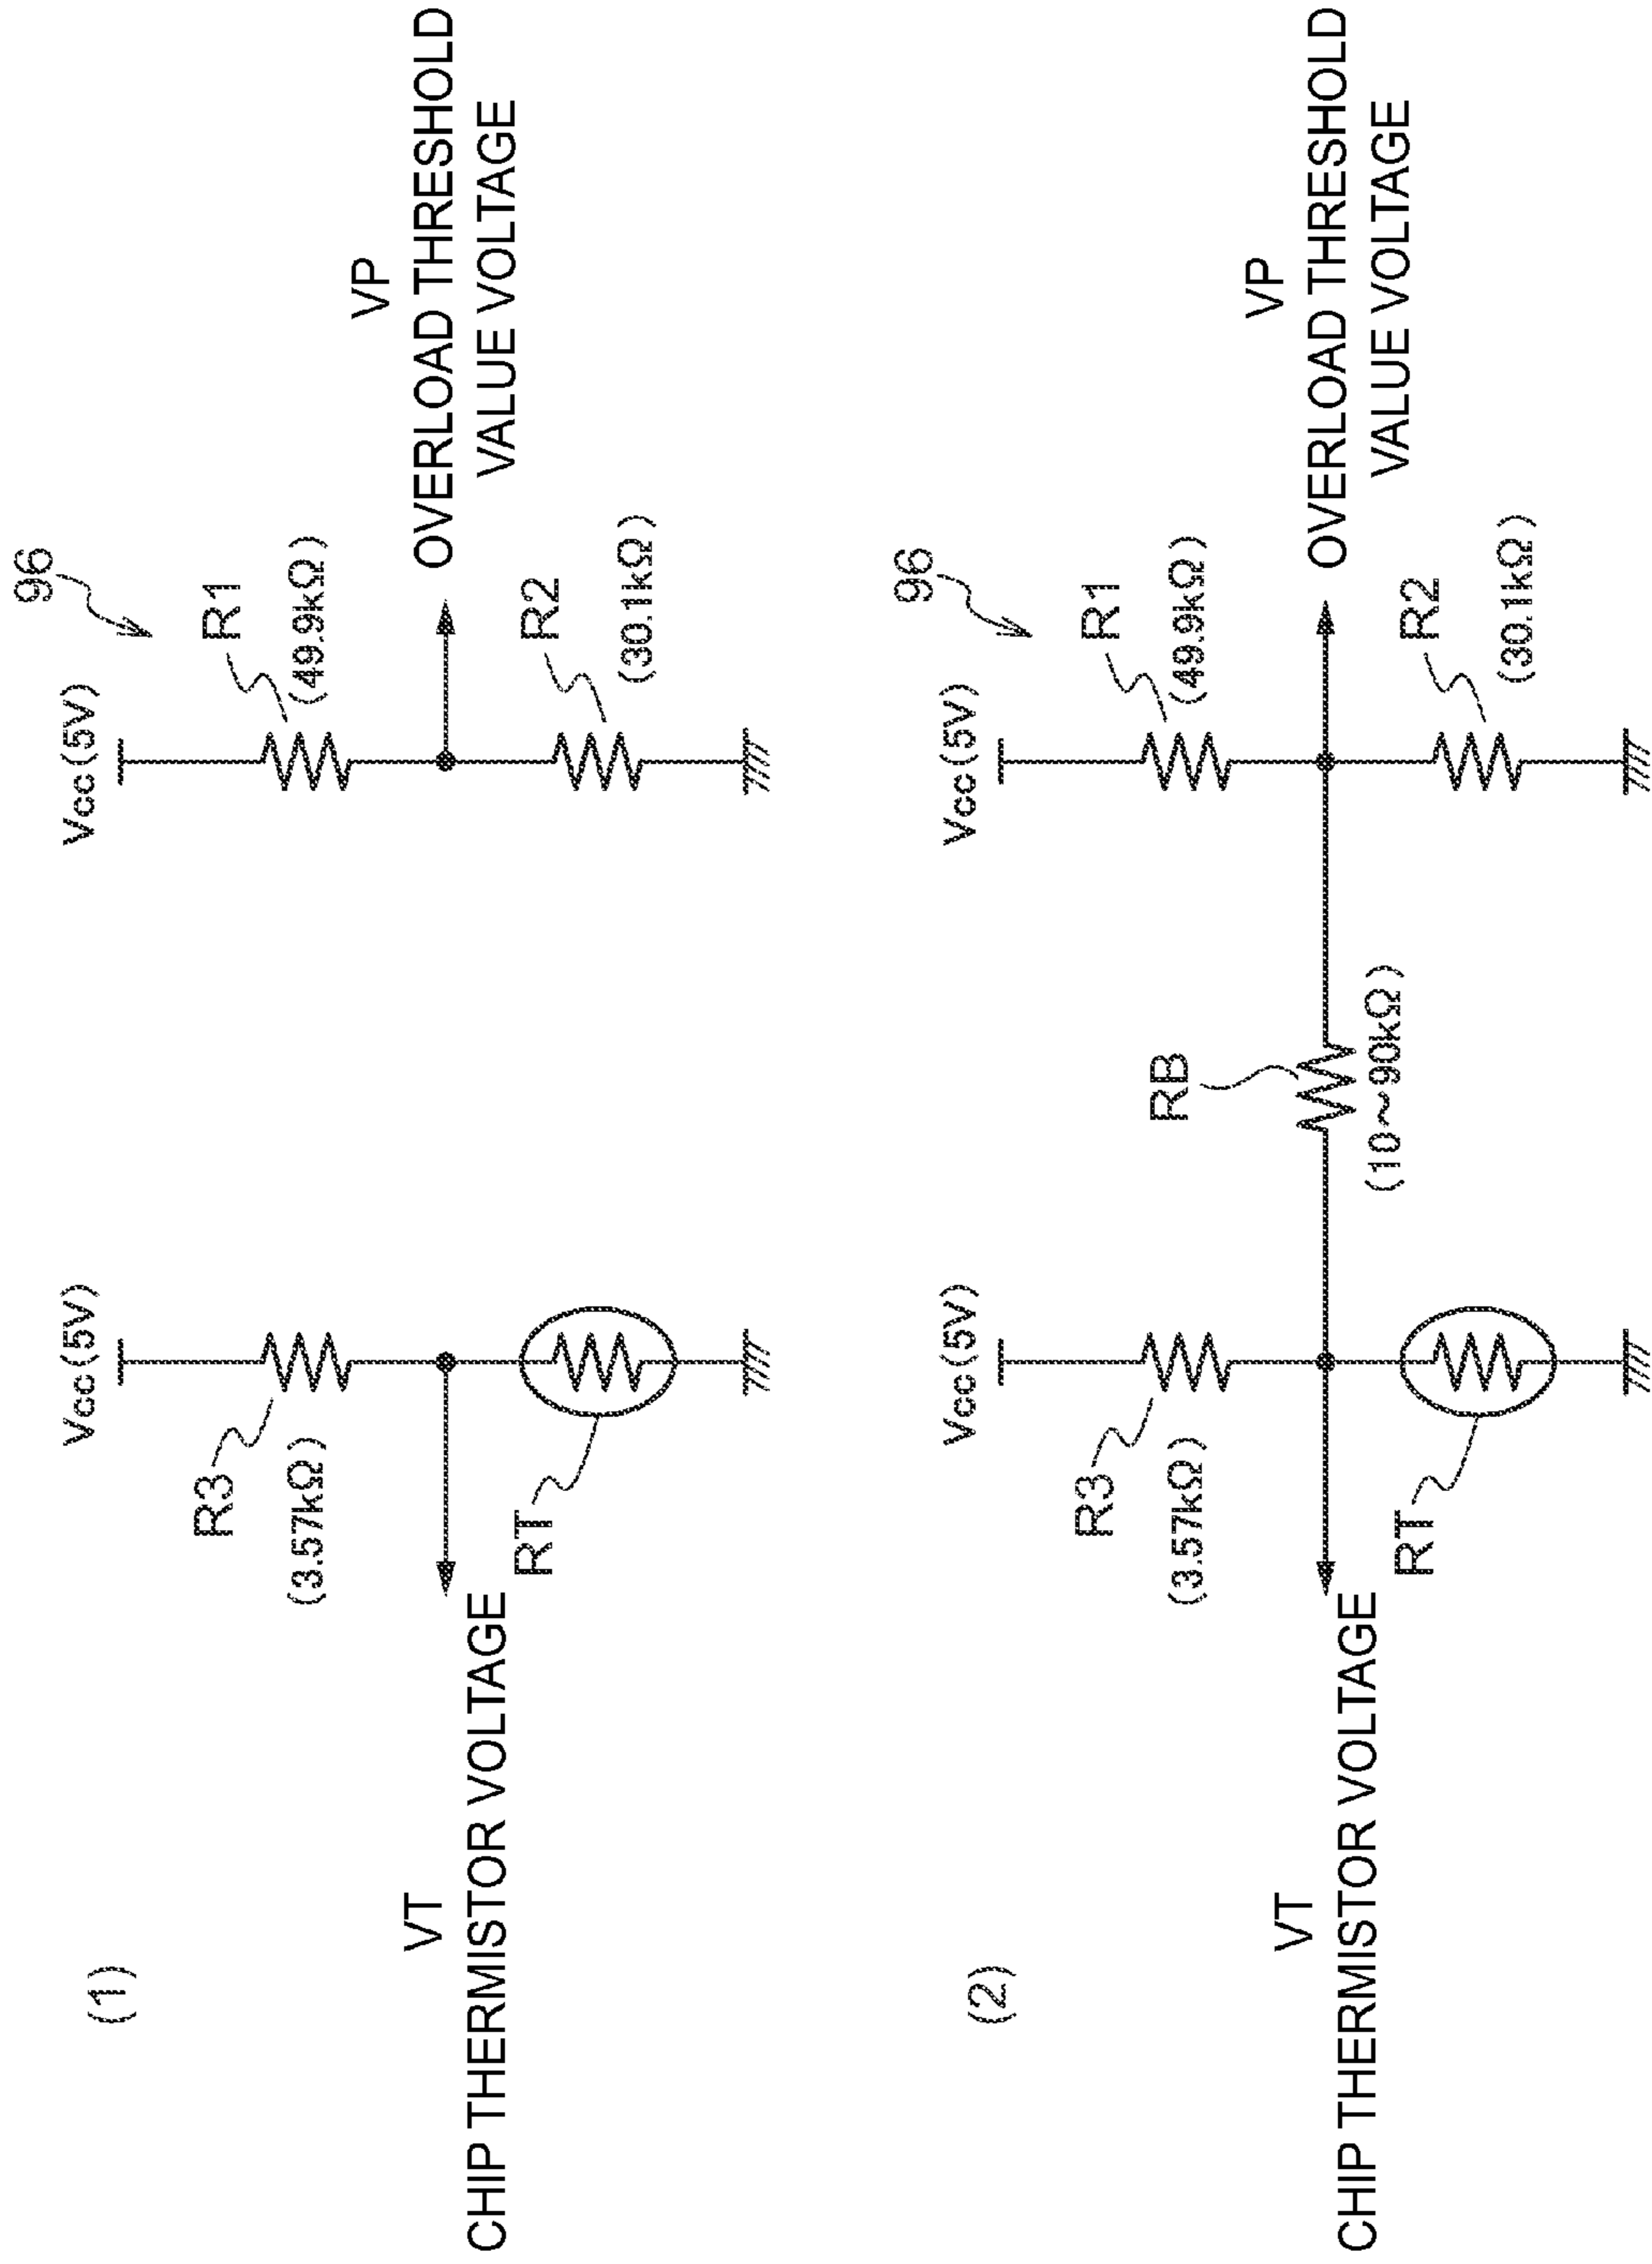 (1)
96
Vcc(5V)
Vcc(5V)
R3
(3.57kΩ)
R1
(49.9kΩ)
VT
CHIP THERMISTOR VOLTAGE
VP
OVERLOAD THRESHOLD
VALUE VOLTAGE
RT
R2
(30.1kΩ)
(2)
96
Vcc(5V)
Vcc(5V)
R3
(3.57kΩ)
R1
(49.9kΩ)
RB
(10~90kΩ)
VT
CHIP THERMISTOR VOLTAGE
VP
OVERLOAD THRESHOLD
VALUE VOLTAGE
RT
R2
(30.1kΩ)